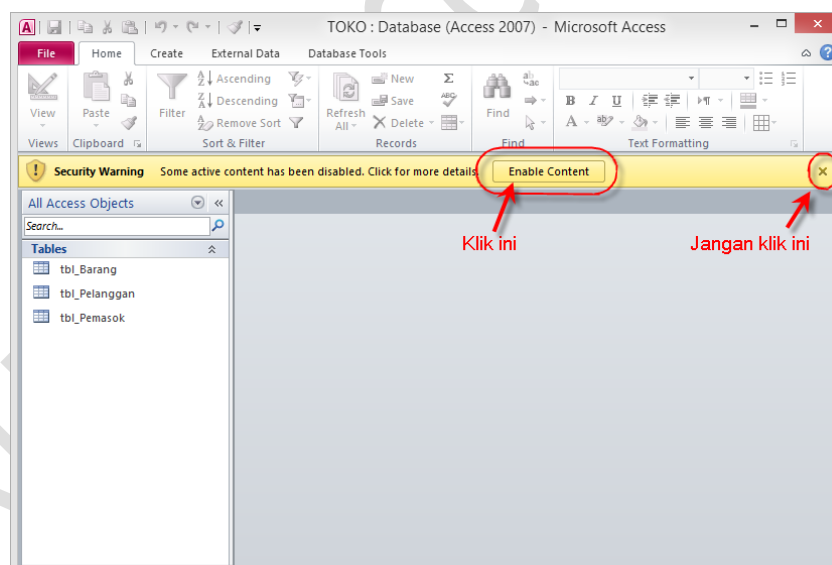 TOKO : Database (Access 2007) - Microsoft Access
File Home Create External Data Database Tools
View Paste Filter Ascending Descending Remove Sort Refresh All New Save Delete Find
Views Clipboard Sort & Filter Records Find Text Formatting
Security Warning Some active content has been disabled. Click for more details. Enable Content
All Access Objects
Search...
Klik ini Jangan klik ini
Tables
tbl_Barang
tbl_Pelanggan
tbl_Pemasok